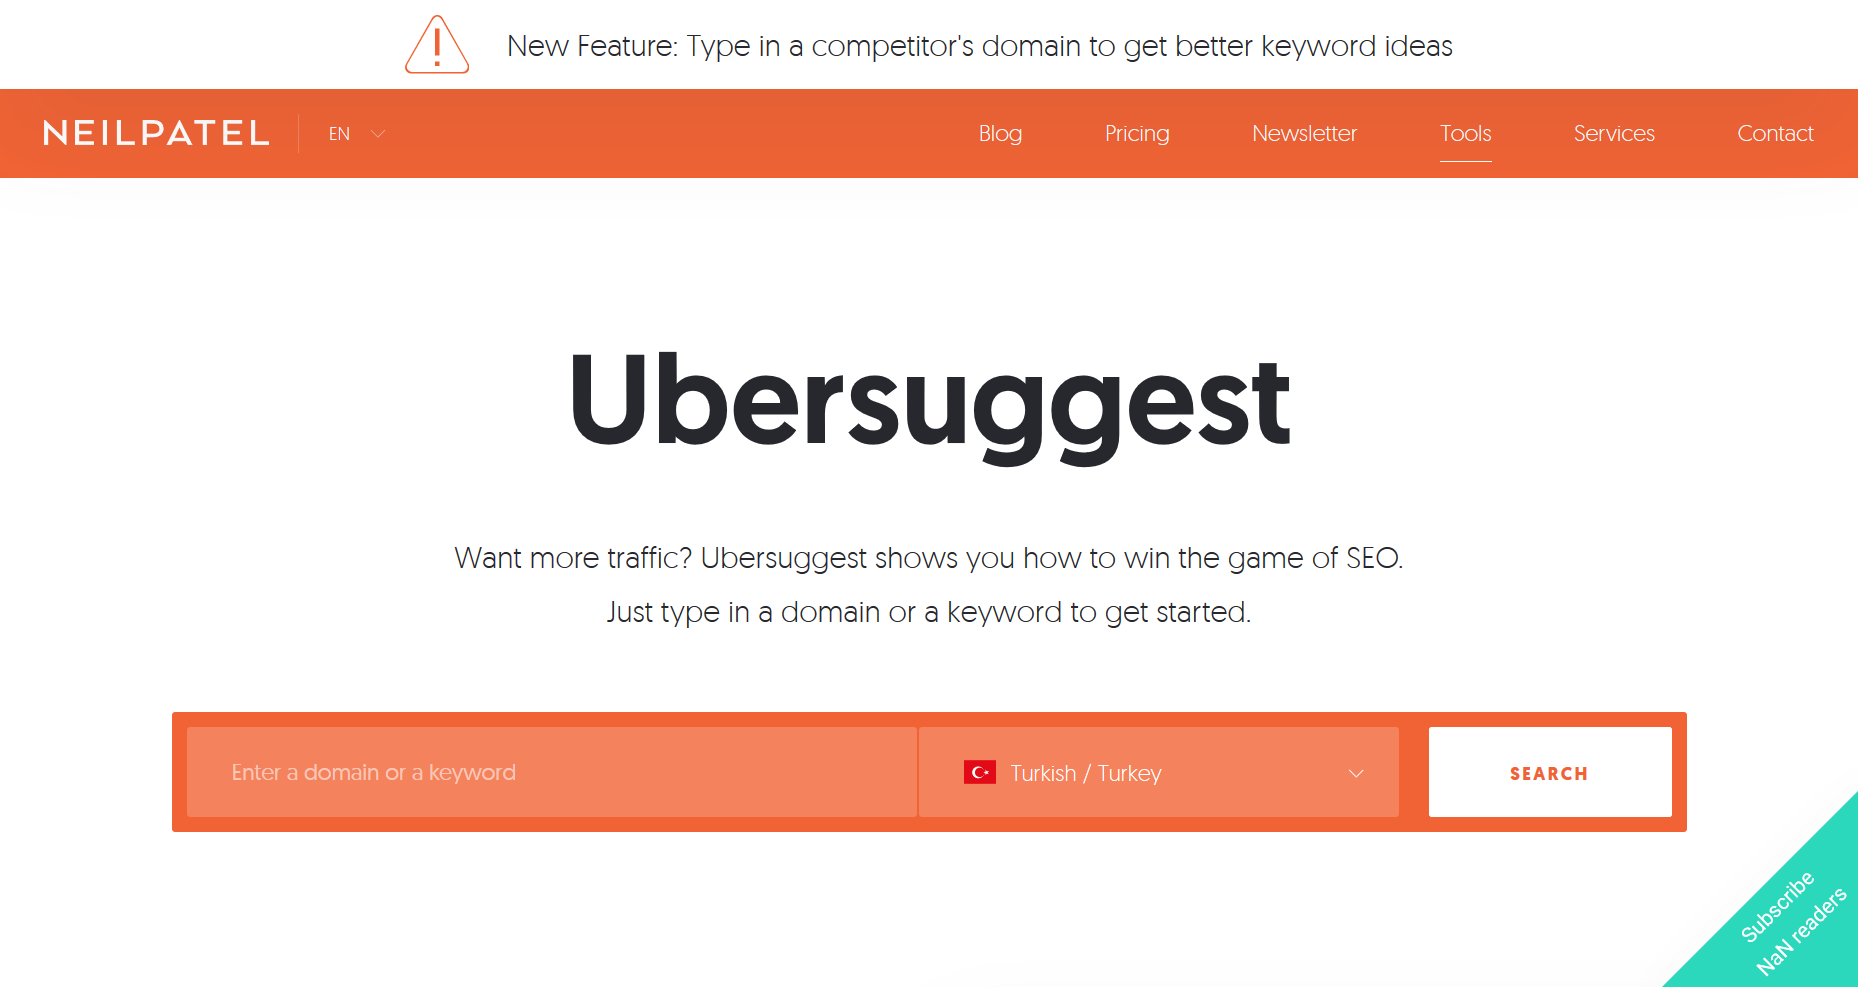 New Feature: Type in a competitor's domain to get better keyword ideas
NEILPATEL
EN
Blog
Pricing
Newsletter
Tools
Services
Contact
Ubersuggest
Want more traffic? Ubersuggest shows you how to win the game of SEO.
Just type in a domain or a keyword to get started.
Enter a domain or a keyword
Turkish / Turkey
SEARCH
Subscribe
NaN readers